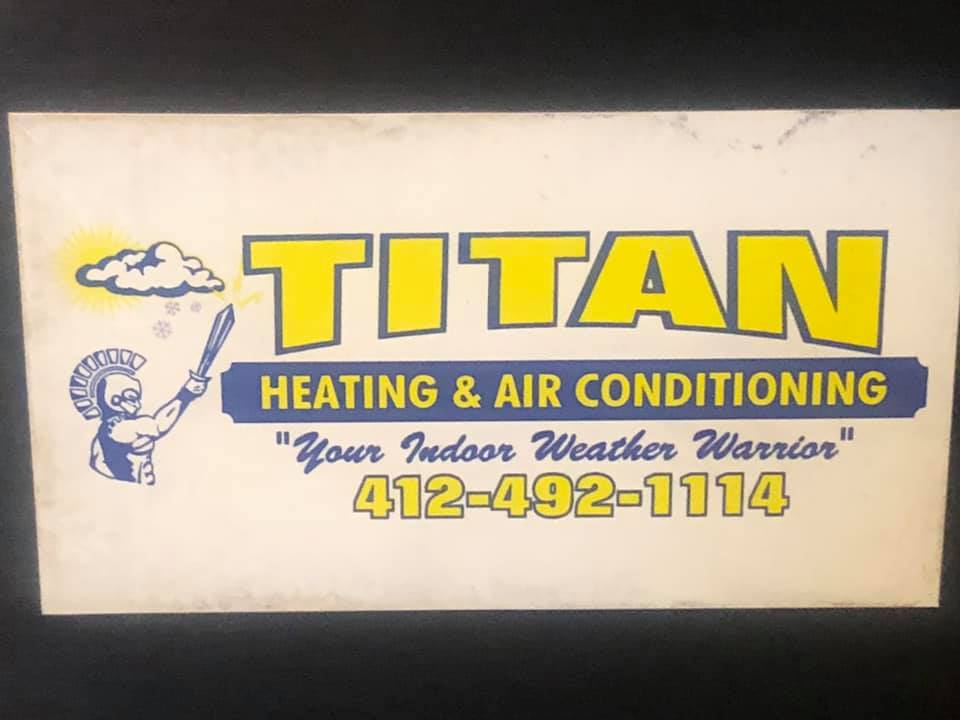 TITAN
HEATING & AIR CONDITIONING
"Your Indoor Weather Warrior"
412-492-1114